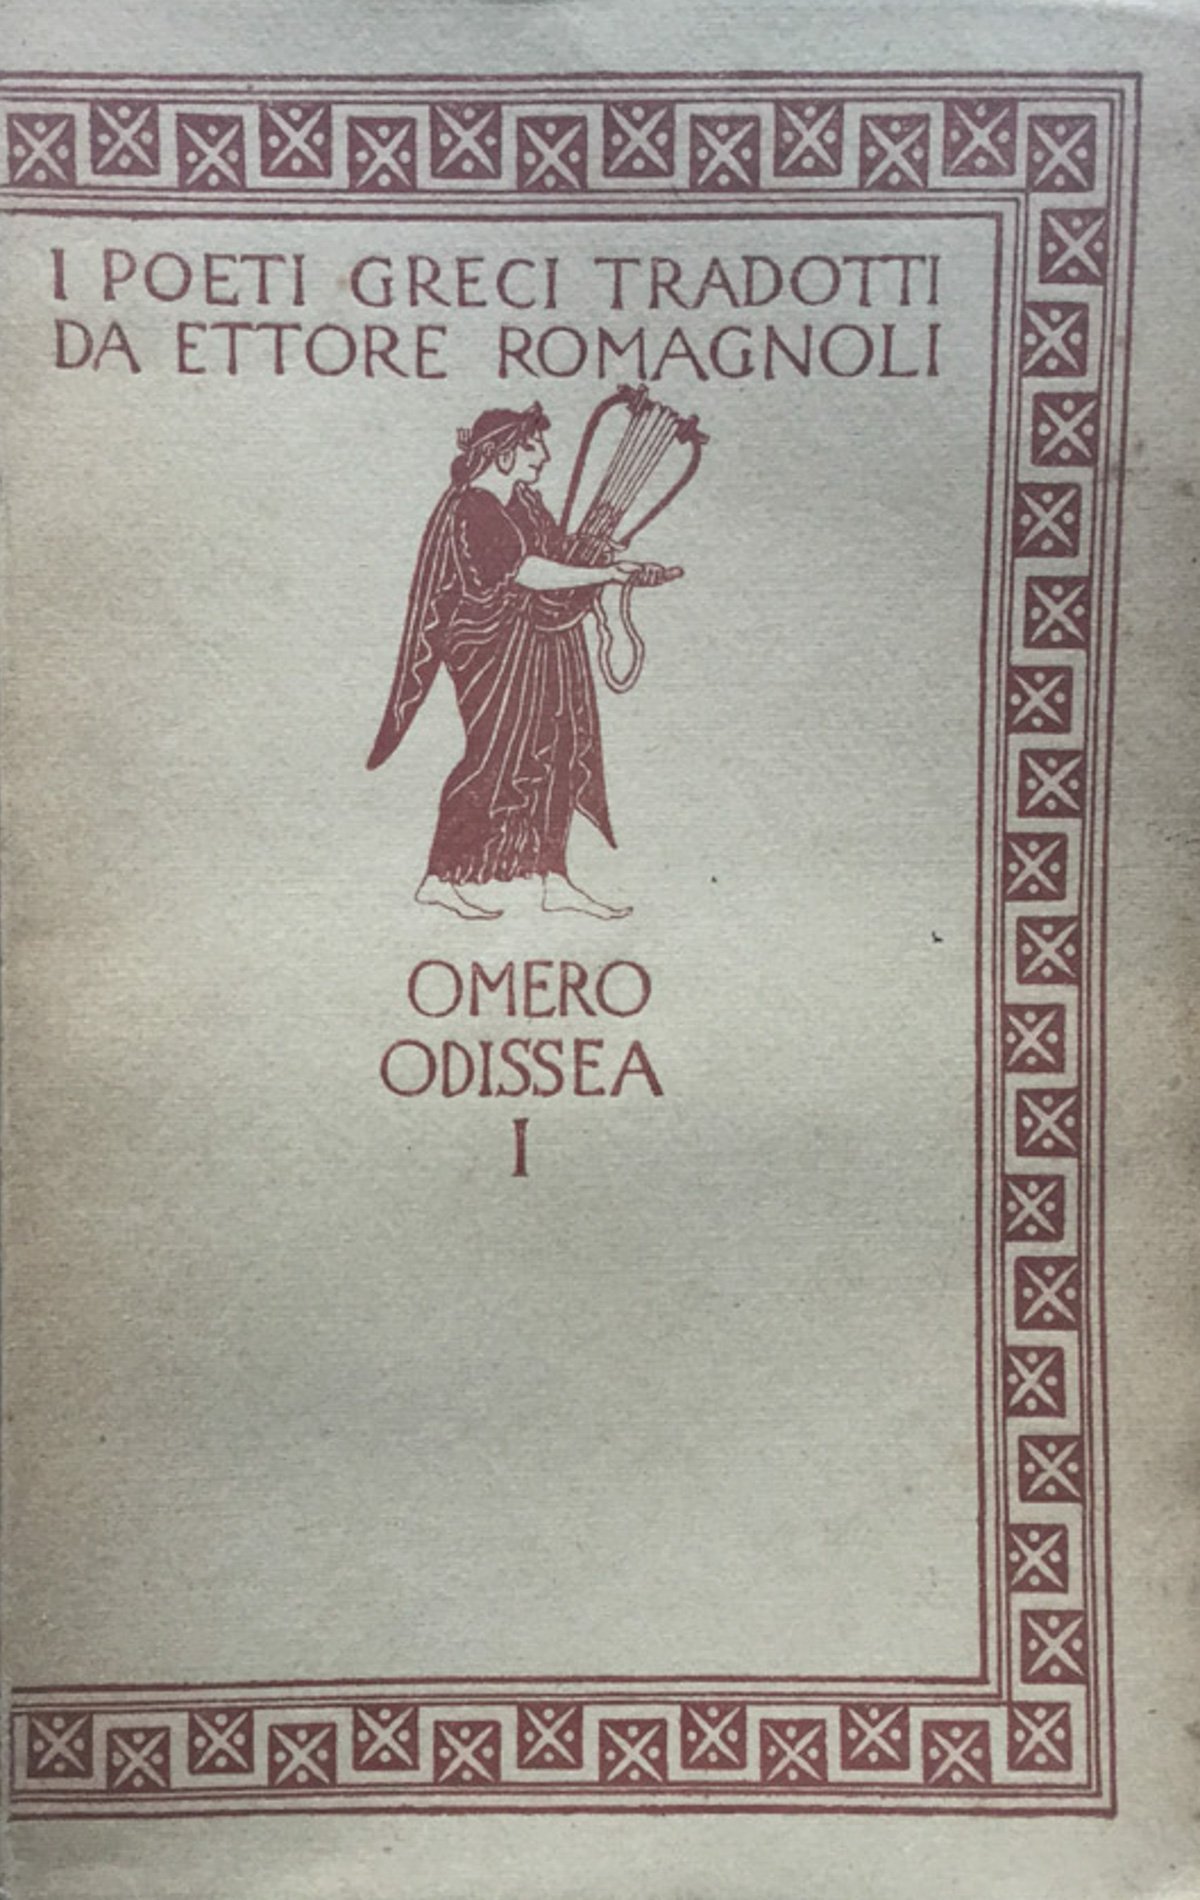 I POETI GRECI TRADOTTI
DA ETTORE ROMAGNOLI
OMERO
ODISSEA
I